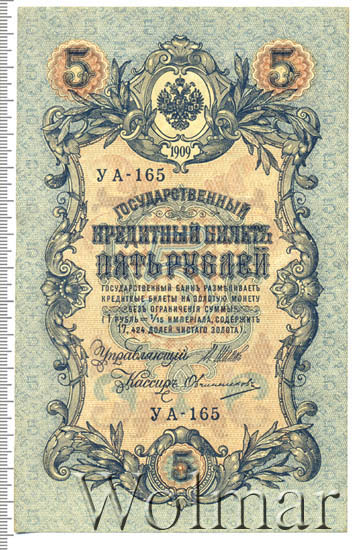 5 5
1909
УА-165
ГОСУДАРСТВЕННЫЙ
КРЕДИТНЫЙ БИЛЕТЪ
ПЯТЬ РУБЛЕЙ
ГОСУДАРСТВЕННЫЙ БАНКЪ РАЗМѢНИВАЕТЪ
КРЕДИТНЫЕ БИЛЕТЫ НА ЗОЛОТУЮ МОНЕТУ
БЕЗЪ ОГРАНИЧЕНІЯ СУММЫ
(1 РУБЛЬ = 1/15 ИМПЕРІАЛА, СОДЕРЖИТЪ
17,424 ДОЛЕЙ ЧИСТАГО ЗОЛОТА).
Управляющій
Кассиръ Овчинниковъ
УА-165
5
Wolmar